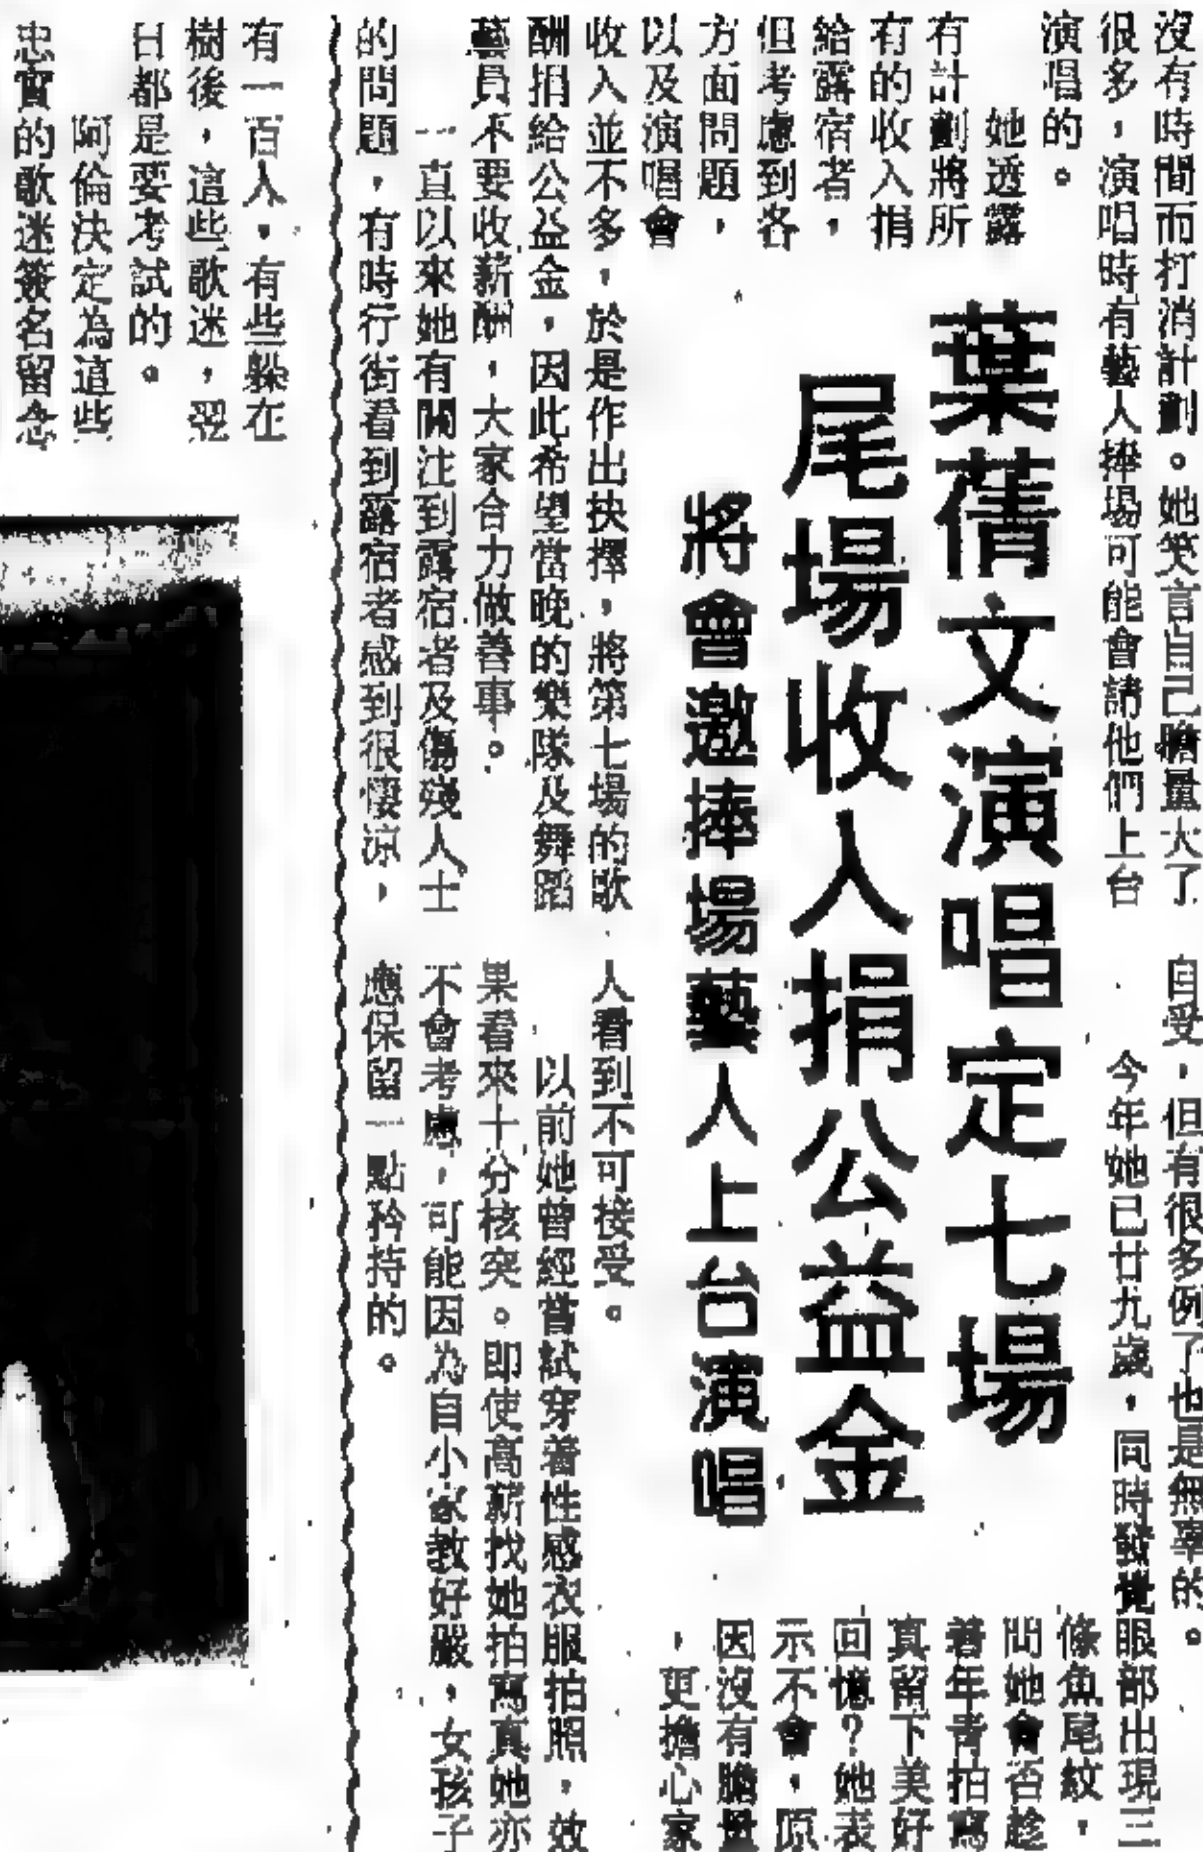 葉蒨文演唱定七場
尾場收入捐公益金
將會邀捧場藝人上台演唱
沒有時間而打消計劃。她笑言自己膽量大了
很多，演唱時有藝人捧場可能會請他們上台
演唱的。
她透露
有計劃將所
有的收入捐
給露宿者，
但考慮到各
方面問題，
以及演唱會
收入並不多，於是作出抉擇，將第七場的歌
酬捐給公益金，因此希望當晚的樂隊及舞蹈
藝員不要收薪酬，大家合力做善事。
一直以來她有關注到露宿者及傷殘人士
的問題，有時行街看到露宿者感到很悽涼，
自受，但有很多例了也是無辜的。
今年她已廿九歲，同時發覺眼部出現三
條魚尾紋，
問她會否趁
着年青拍寫
真留下美好
回憶？她表
示不會，原
因沒有膽量
，更擔心家
人看到不可接受。
以前她曾經嘗試穿着性感衣服拍照，效
果看來十分核突。即使高薪找她拍寫真她亦
不會考慮，可能因為自小家教好嚴，女孩子
應保留一點矜持的。
有一百人，有些躲在
樹後，這些歌迷，翌
日都是要考試的。
阿倫決定為這些
忠實的歌迷簽名留念